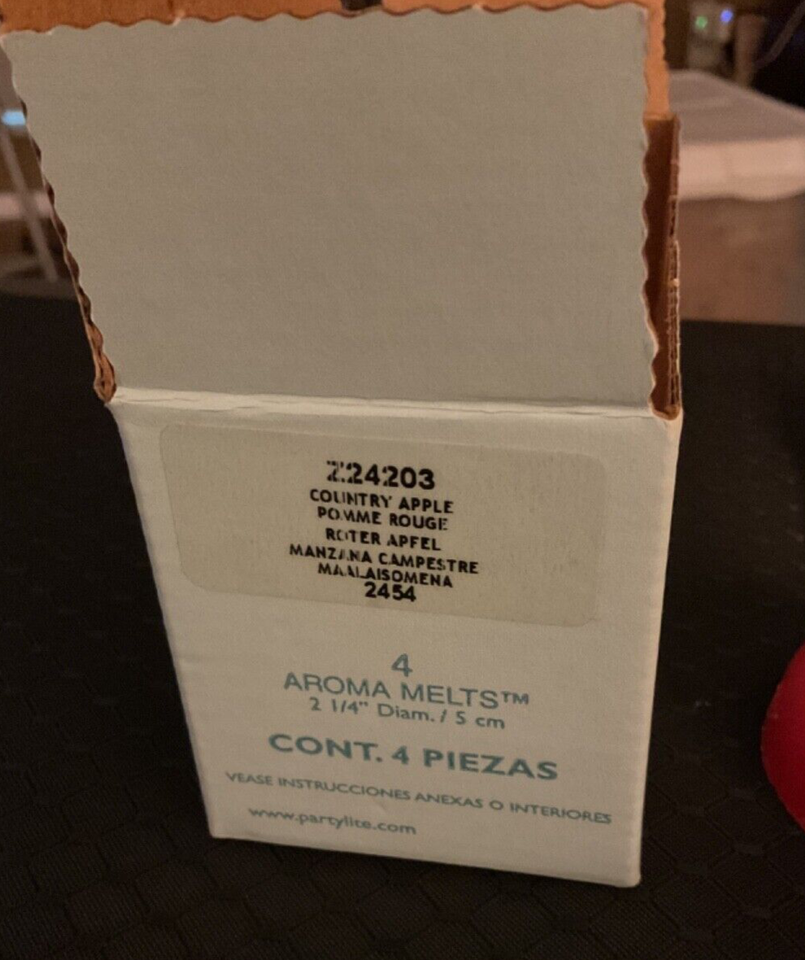 Z24203
COUNTRY APPLE
POMME ROUGE
ROTER APFEL
MANZANA CAMPESTRE
MAALAISOMENA
2454
4
AROMA MELTS™
2 1/4" Diam. / 5 cm
CONT. 4 PIEZAS
VEASE INSTRUCCIONES ANEXAS O INTERIORES
www.partylite.com